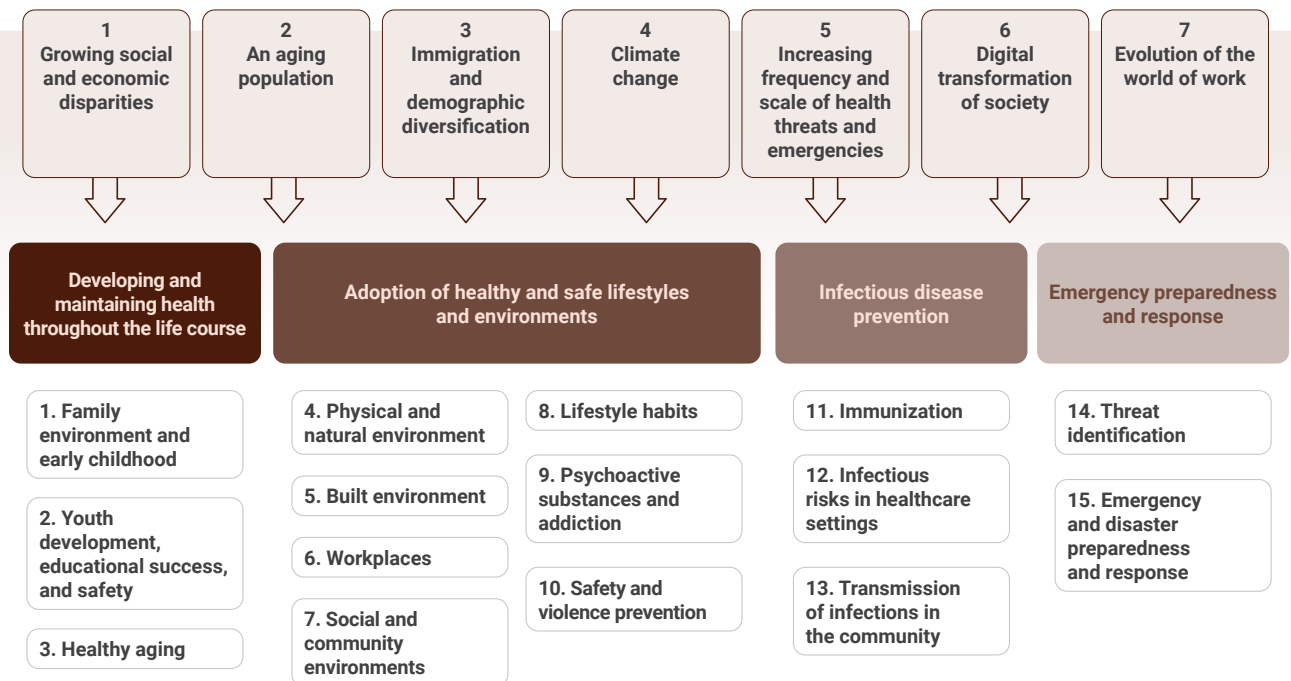 1
Growing social
and economic
disparities
2
An aging
population
3
Immigration
and
demographic
diversification
4
Climate
change
5
Increasing
frequency and
scale of health
threats and
emergencies
6
Digital
transformation
of society
7
Evolution of the
world of work
Developing and
maintaining health
throughout the life course
Adoption of healthy and safe lifestyles
and environments
Infectious disease
prevention
Emergency preparedness
and response
1. Family
environment and
early childhood
2. Youth
development,
educational success,
and safety
3. Healthy aging
4. Physical and
natural environment
5. Built environment
6. Workplaces
7. Social and
community
environments
8. Lifestyle habits
9. Psychoactive
substances and
addiction
10. Safety and
violence prevention
11. Immunization
12. Infectious
risks in healthcare
settings
13. Transmission
of infections in
the community
14. Threat
identification
15. Emergency
and disaster
preparedness
and response